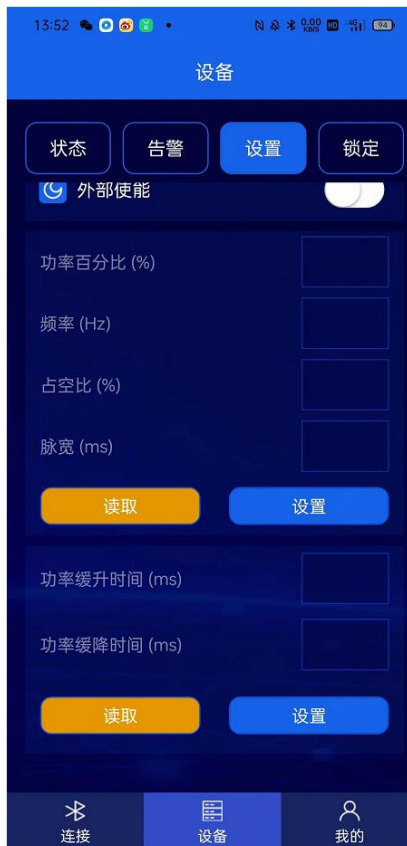 13:52 0.00 KB/S HD 4G 94
设备
状态 告警 设置 锁定
外部使能
功率百分比 (%)
频率 (Hz)
占空比 (%)
脉宽 (ms)
读取 设置
功率缓升时间 (ms)
功率缓降时间 (ms)
读取 设置
连接 设备 我的